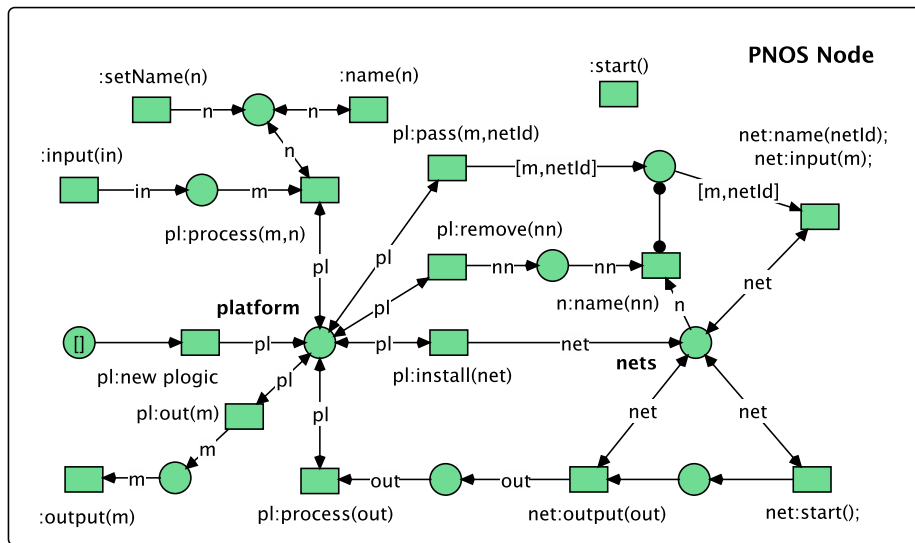 PNOS Node
:start()
:setName(n)
:name(n)
n
n
n
pl:pass(m,netId)
net:name(netId);
net:input(m);
:input(in)
in
m
[m,netId]
[m,netId]
pl:process(m,n)
pl:remove(nn)
pl
pl
nn
nn
net
n:name(nn)
n
pl
platform
[]
pl
pl
net
pl:new plogic
pl:install(net)
nets
pl
pl:out(m)
pl
net
net
m
m
out
out
:output(m)
pl:process(out)
net:output(out)
net:start();